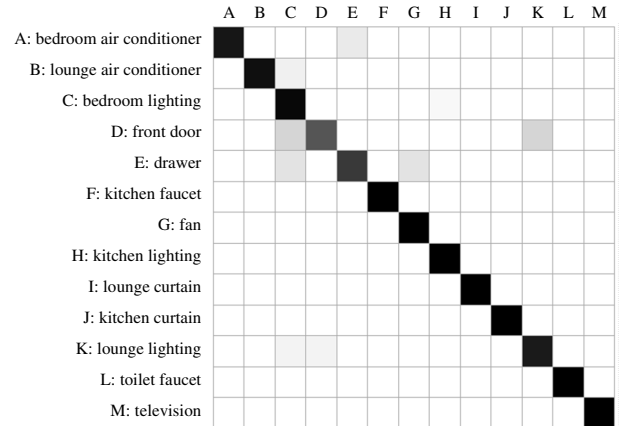 A B C D E F G H I J K L M
A: bedroom air conditioner
B: lounge air conditioner
C: bedroom lighting
D: front door
E: drawer
F: kitchen faucet
G: fan
H: kitchen lighting
I: lounge curtain
J: kitchen curtain
K: lounge lighting
L: toilet faucet
M: television